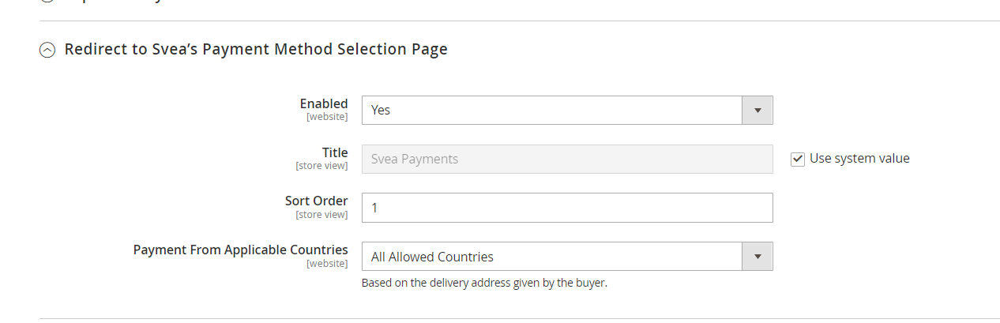 Redirect to Svea’s Payment Method Selection Page
Enabled
[website]
Yes
Title
[store view]
Svea Payments
Use system value
Sort Order
[store view]
1
Payment From Applicable Countries
[website]
All Allowed Countries
Based on the delivery address given by the buyer.